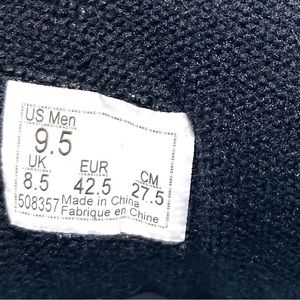 US Men
9.5
UK EUR CM
8.5 42.5 27.5
508357 Made in China
Fabrique en Chine